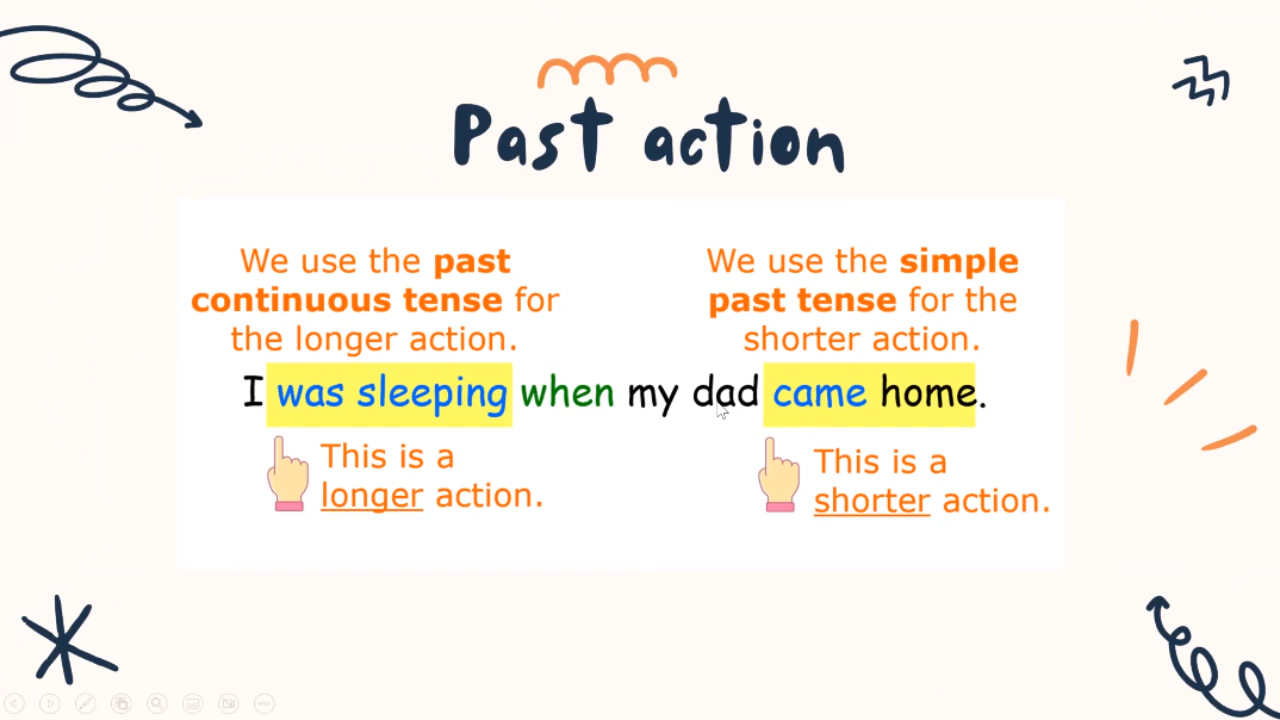 Past action
We use the past
continuous tense for
the longer action.
We use the simple
past tense for the
shorter action.
I was sleeping when my dad came home.
This is a
longer action.
This is a
shorter action.